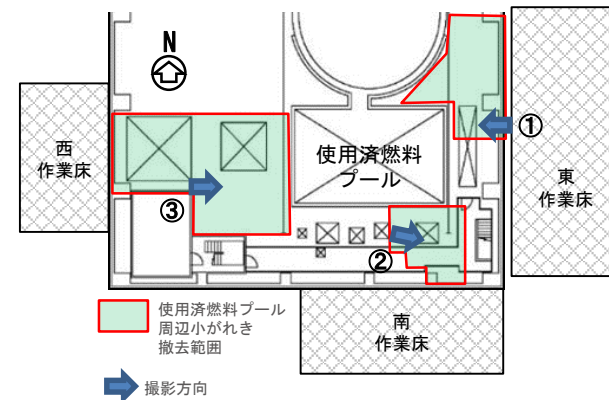 N
①
西
作業床
使用済燃料
プール
東
作業床
③
②
使用済燃料プール
周辺小がれき
撤去範囲
南
作業床
撮影方向